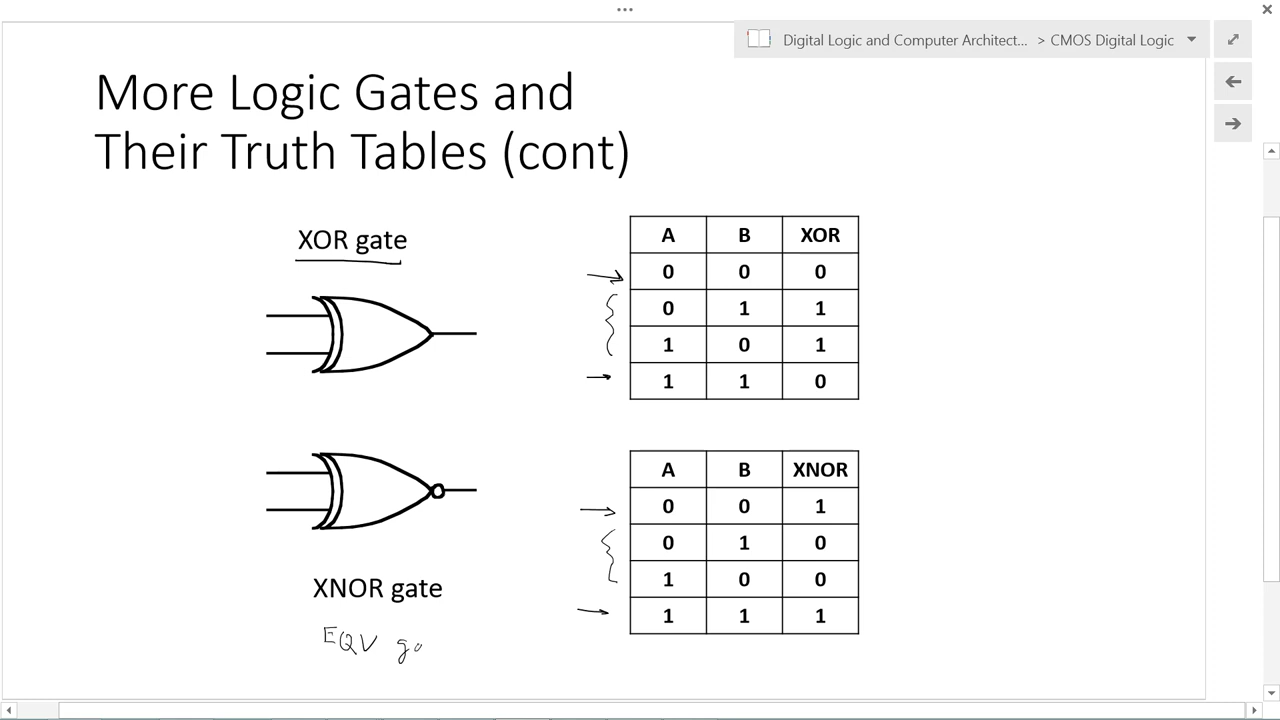 Digital Logic and Computer Architect... > CMOS Digital Logic
More Logic Gates and
Their Truth Tables (cont)
XOR gate
A B XOR
0 0 0
0 1 1
1 0 1
1 1 0
A B XNOR
0 0 1
0 1 0
1 0 0
1 1 1
XNOR gate
EQV